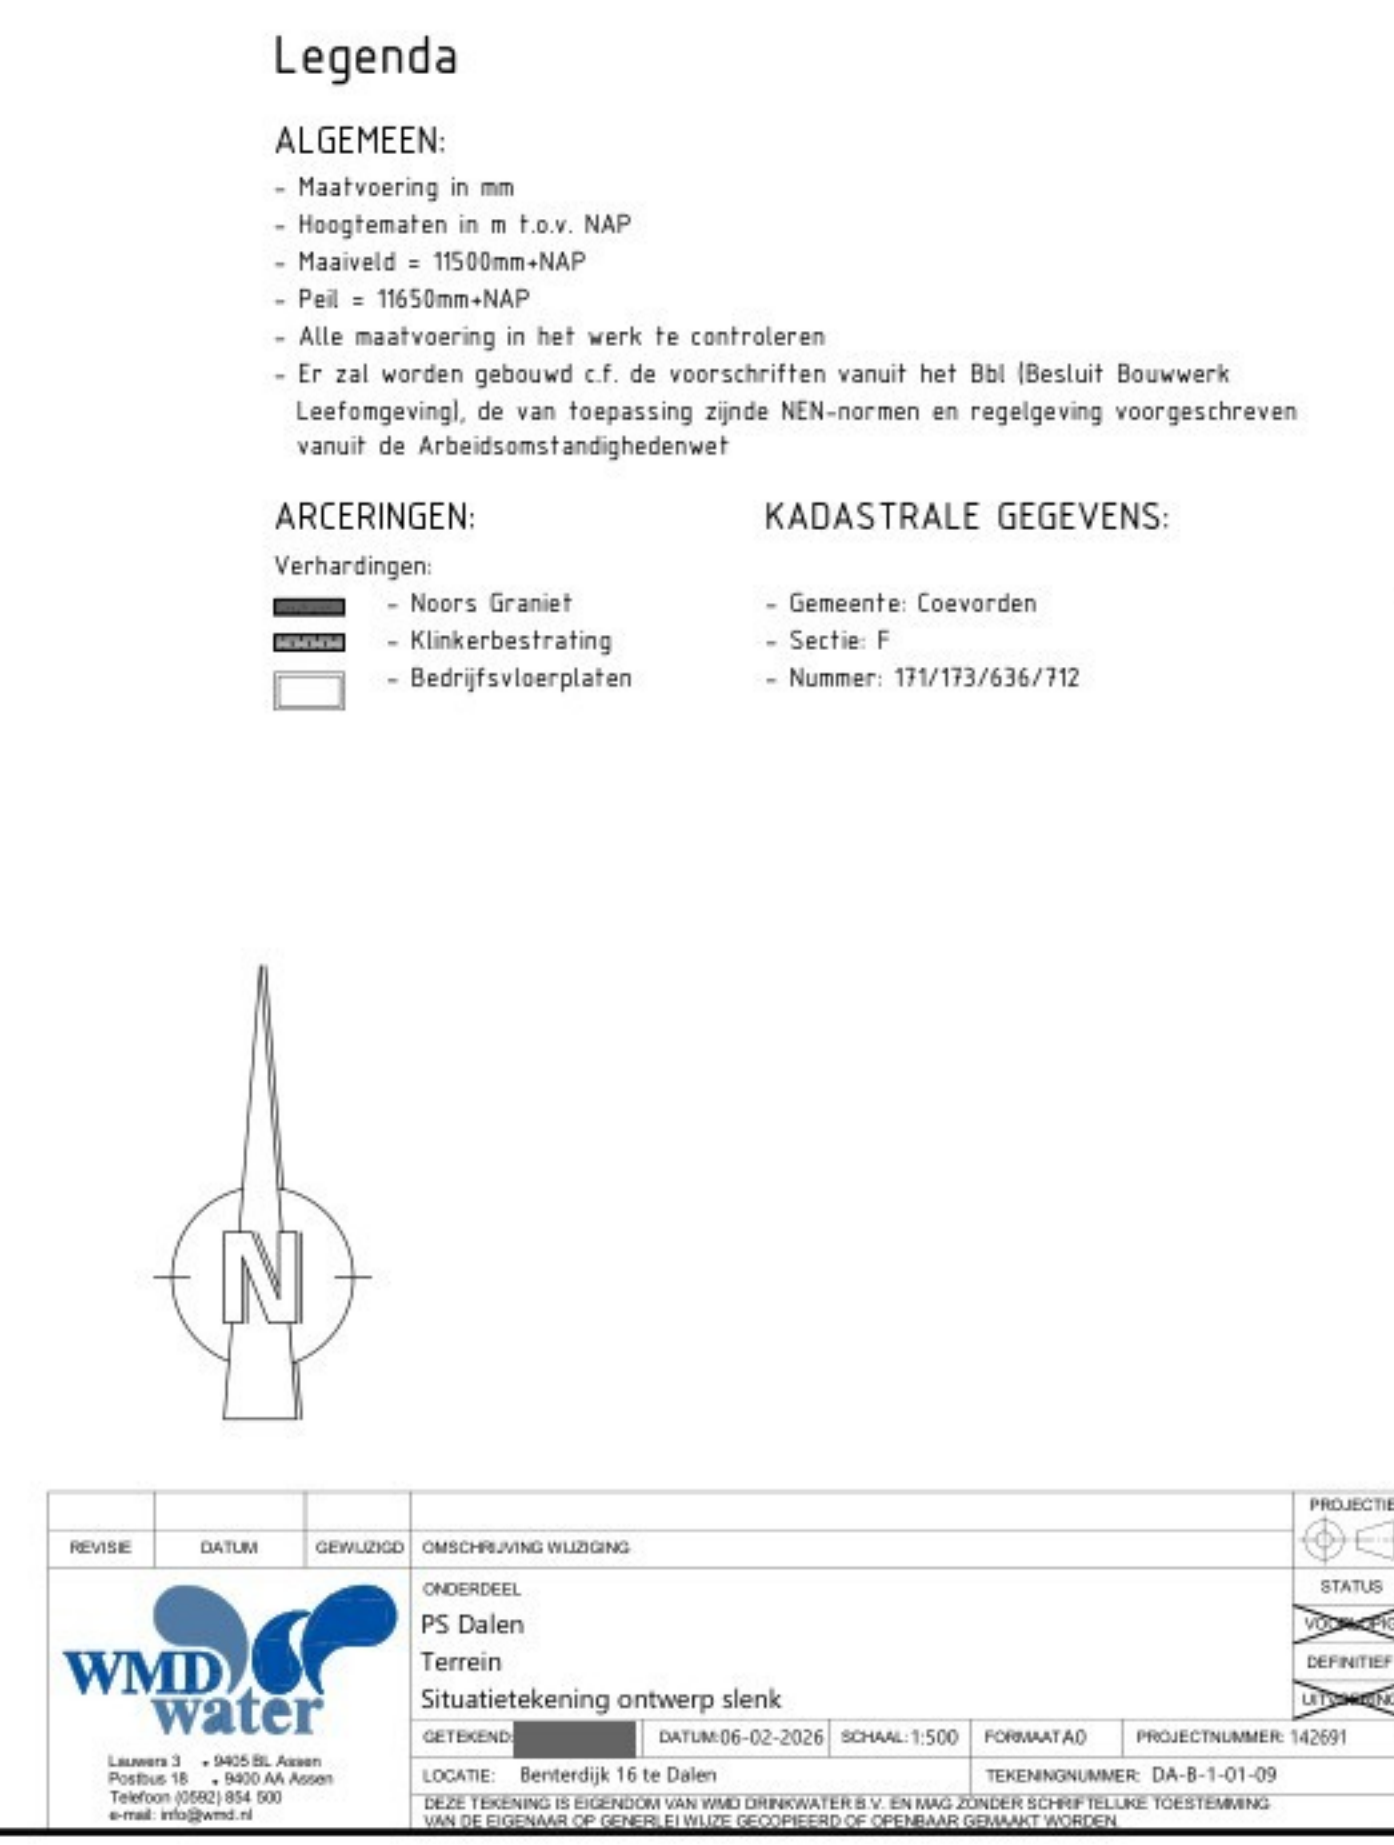 Legenda
ALGEMEEN:
- Maatvoering in mm
- Hoogtematen in m t.o.v. NAP
- Maaiveld = 11500mm+NAP
- Peil = 11650mm+NAP
- Alle maatvoering in het werk te controleren
- Er zal worden gebouwd c.f. de voorschriften vanuit het Bbl (Besluit Bouwwerk
Leefomgeving), de van toepassing zijnde NEN-normen en regelgeving voorgeschreven
vanuit de Arbeidsomstandighedenwet
ARCERINGEN:
Verhardingen:
- Noors Graniet
- Klinkerbestrating
- Bedrijfsvloerplaten
KADASTRALE GEGEVENS:
- Gemeente: Coevorden
- Sectie: F
- Nummer: 171/173/636/712
N
REVISIE DATUM GEWIJZIGD OMSCHRIJVING WIJZIGING
PROJECTIE
STATUS
DEFINITIEF
WMD
water
Lauwers 3 • 9405 BL Assen
Postbus 18 • 9400 AA Assen
Telefoon (0592) 854 500
e-mail: info@wmd.nl
ONDERDEEL
PS Dalen
Terrein
Situatietekening ontwerp slenk
GETEKEND: DATUM: 06-02-2026 SCHAAL: 1:500 FORMAAT A0 PROJECTNUMMER: 142691
LOCATIE: Benterdijk 16 te Dalen TEKENINGNUMMER: DA-B-1-01-09
DEZE TEKENING IS EIGENDOM VAN WMD DRINKWATER B.V. EN MAG ZONDER SCHRIFTELIJKE TOESTEMMING
VAN DE EIGENAAR OP GENERLEI WIJZE GECOPIEERD OF OPENBAAR GEMAAKT WORDEN.